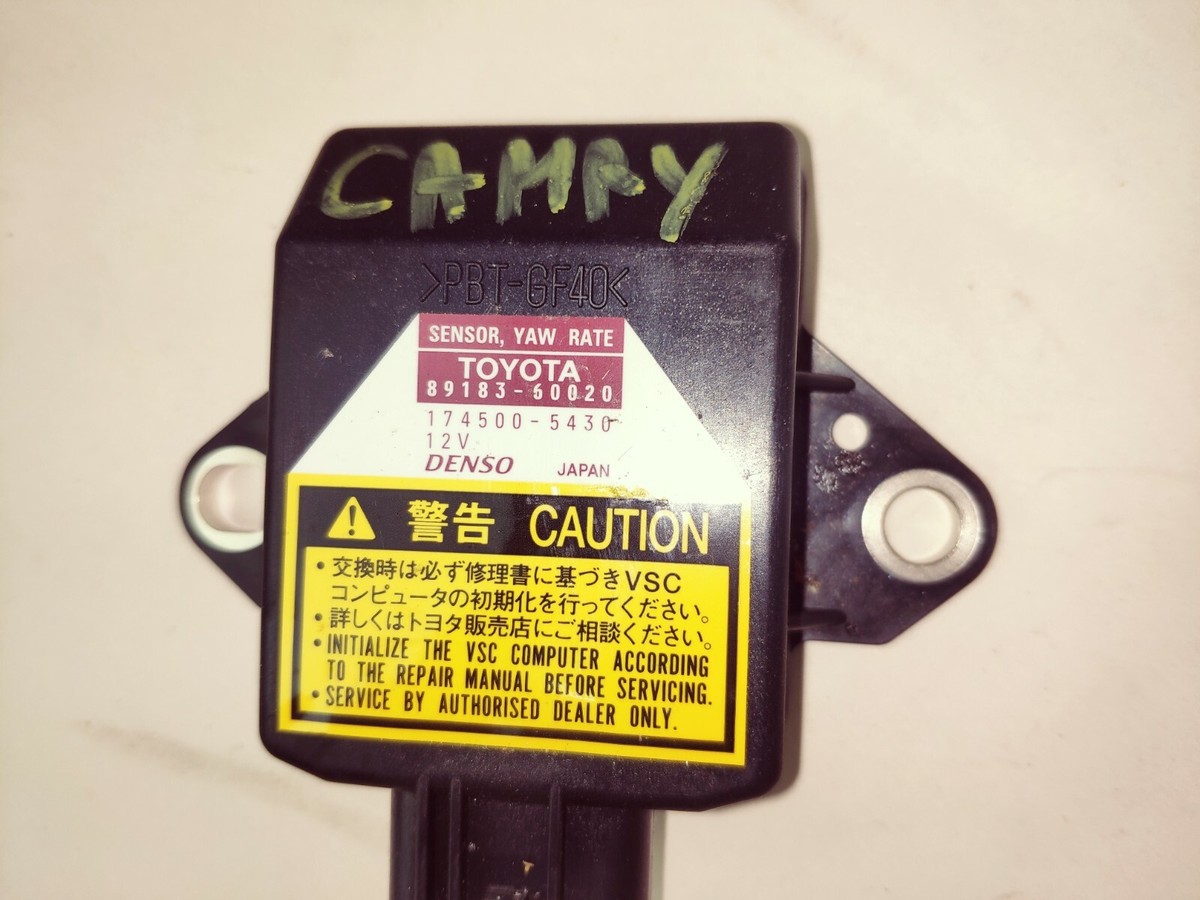 CAMRY
>PBT-GF40<
SENSOR, YAW RATE
TOYOTA
89183-60020
174500-5430
12V
DENSO JAPAN
警告 CAUTION
・交換時は必ず修理書に基づきVSC
コンピュータの初期化を行ってください。
・詳しくはトヨタ販売店にご相談ください。
・INITIALIZE THE VSC COMPUTER ACCORDING
TO THE REPAIR MANUAL BEFORE SERVICING.
・SERVICE BY AUTHORISED DEALER ONLY.